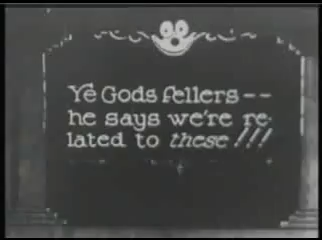 Ye Gods fellers--
he says we're re-
lated to these!!!